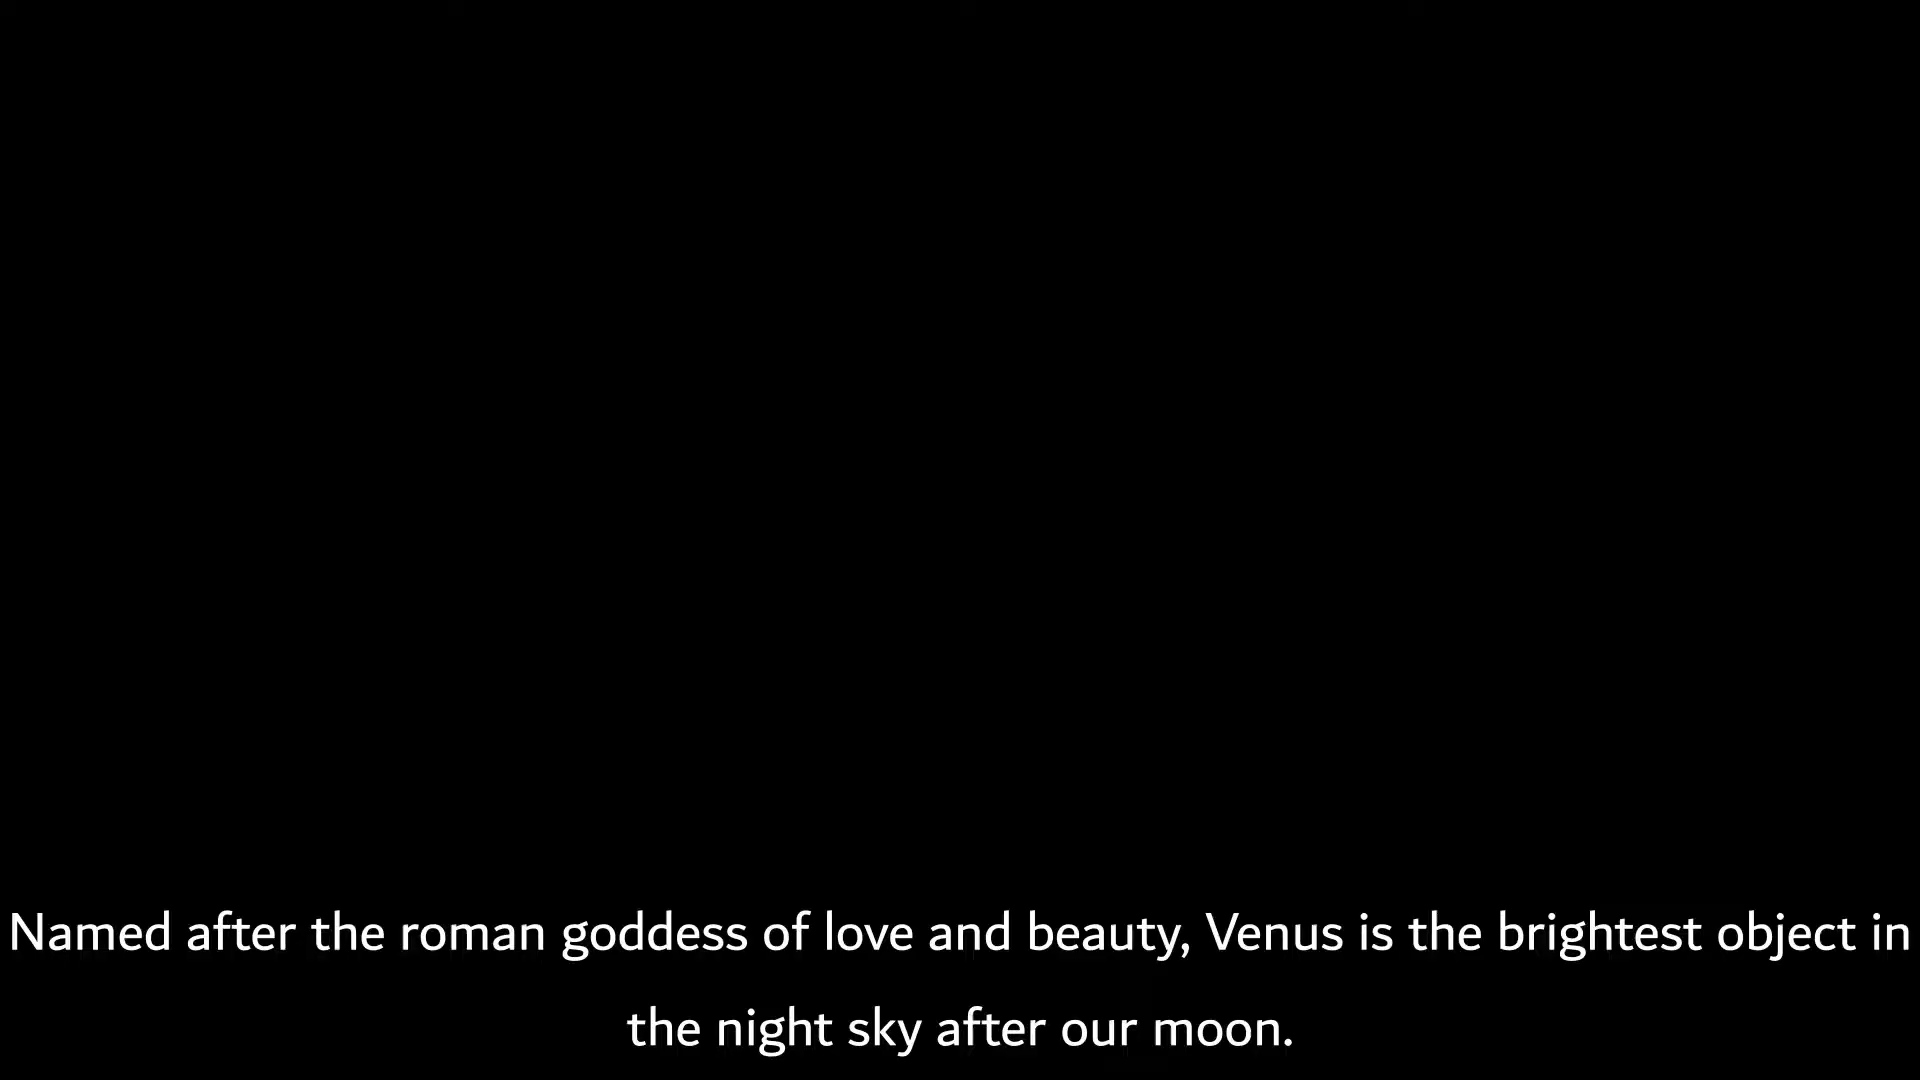 Named after the roman goddess of love and beauty, Venus is the brightest object in
the night sky after our moon.